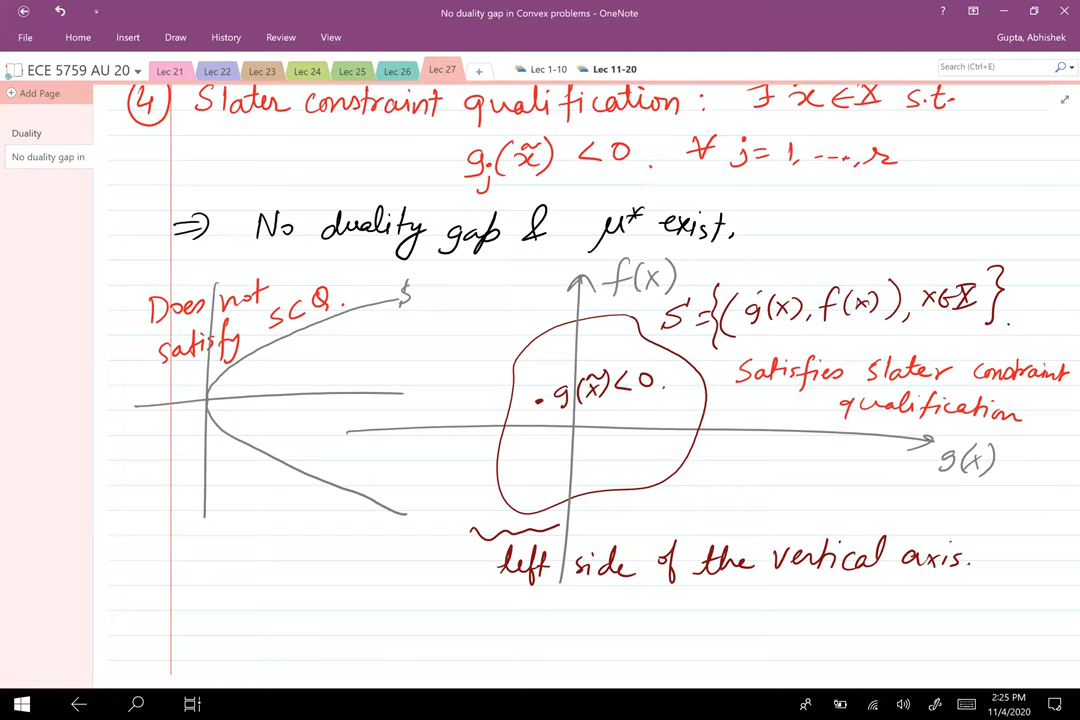 No duality gap in Convex problems - OneNote
?
File Home Insert Draw History Review View
Gupta, Abhishek
ECE 5759 AU 20
Lec 21 Lec 22 Lec 23 Lec 24 Lec 25 Lec 26 Lec 27 + Lec 1-10 Lec 11-20
Search (Ctrl+E)
Add Page
Duality
No duality gap in
(4) Slater constraint qualification : ∃ x̃ ∈ X s.t.
g_j(x̃) < 0. ∀ j = 1, ..., r
⇒ No duality gap & μ* exist.
Does not
satisfy SCQ.
S
f(x)
S = {(g(x), f(x)), x∈X}.
. g(x̃) < 0.
Satisfies Slater constraint
qualification
g(x)
left side of the vertical axis.
2:25 PM
11/4/2020